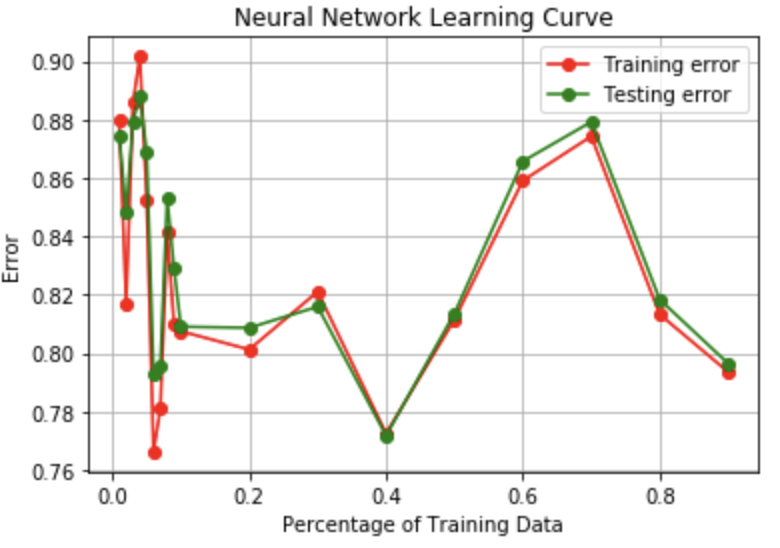 Neural Network Learning Curve
Training error
Testing error
0.90
0.88
0.86
0.84
0.82
0.80
0.78
0.76
Error
0.0 0.2 0.4 0.6 0.8
Percentage of Training Data